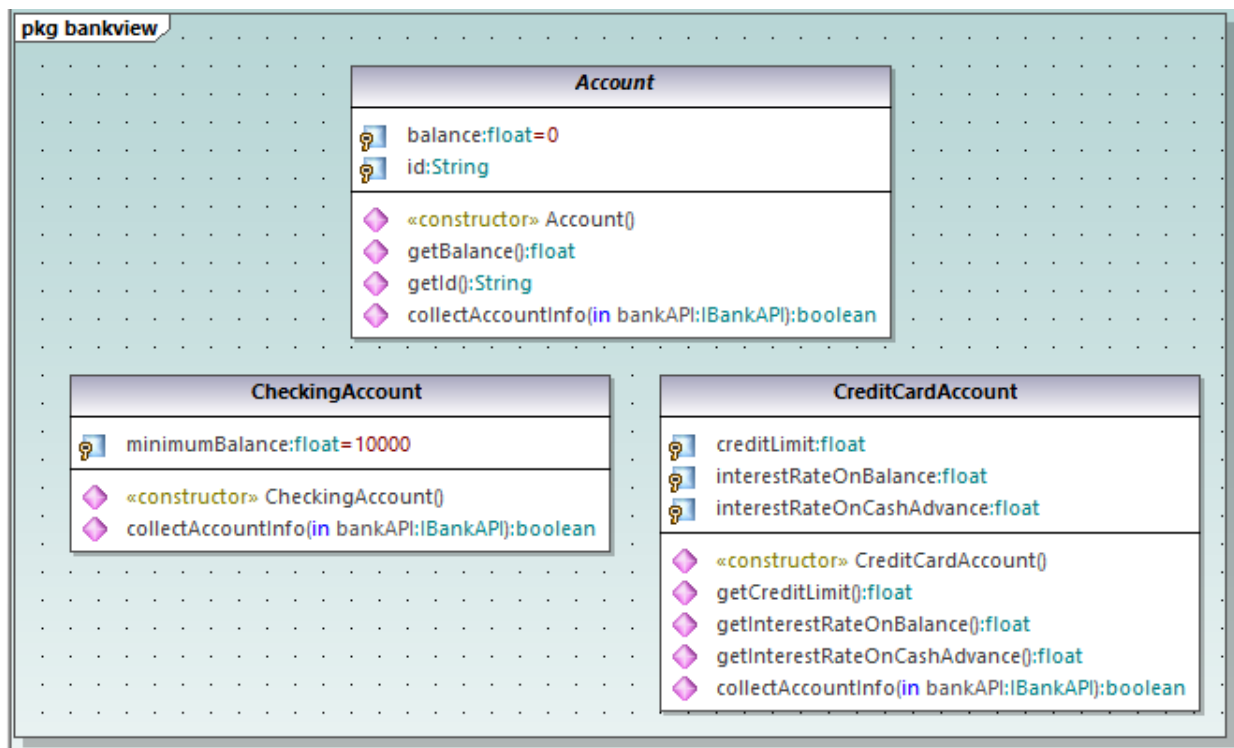 pkg bankview
Account
balance:float=0
id:String
«constructor» Account()
getBalance():float
getId():String
collectAccountInfo(in bankAPI:IBankAPI):boolean
CheckingAccount
minimumBalance:float=10000
«constructor» CheckingAccount()
collectAccountInfo(in bankAPI:IBankAPI):boolean
CreditCardAccount
creditLimit:float
interestRateOnBalance:float
interestRateOnCashAdvance:float
«constructor» CreditCardAccount()
getCreditLimit():float
getInterestRateOnBalance():float
getInterestRateOnCashAdvance():float
collectAccountInfo(in bankAPI:IBankAPI):boolean